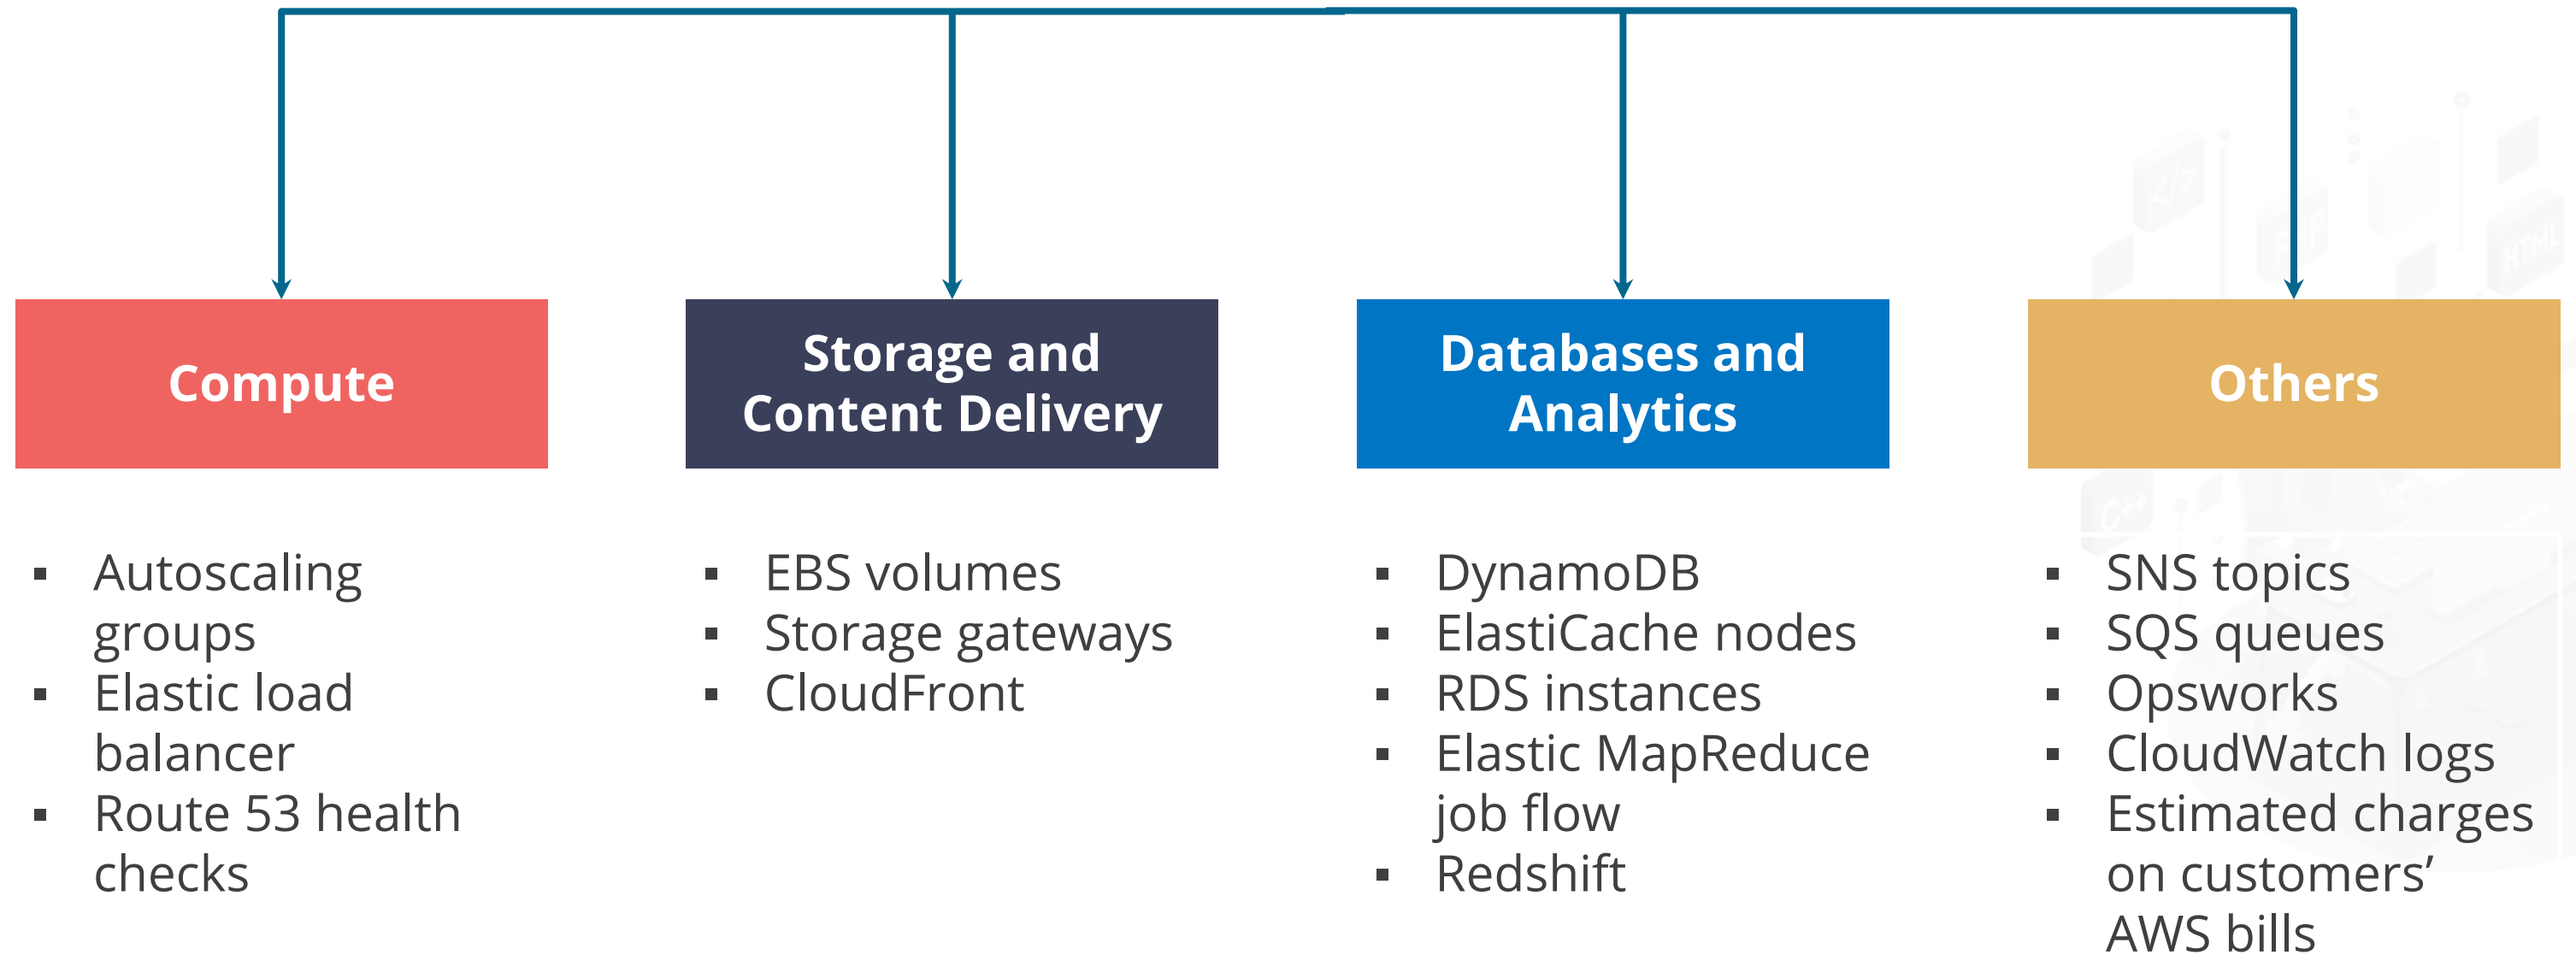 Compute
Storage and
Content Delivery
Databases and
Analytics
Others
Autoscaling
groups
Elastic load
balancer
Route 53 health
checks
EBS volumes
Storage gateways
CloudFront
DynamoDB
ElastiCache nodes
RDS instances
Elastic MapReduce
job flow
Redshift
SNS topics
SQS queues
Opsworks
CloudWatch logs
Estimated charges
on customers’
AWS bills